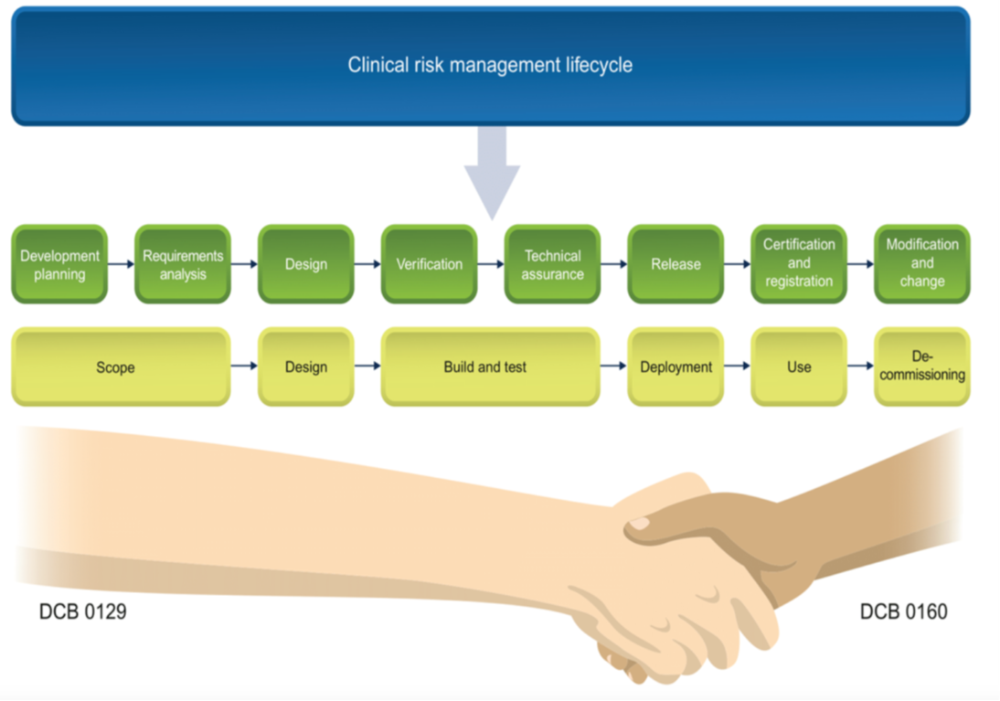 Clinical risk management lifecycle
Development
planning
Requirements
analysis
Design
Verification
Technical
assurance
Release
Certification
and
registration
Modification
and
change
Scope
Design
Build and test
Deployment
Use
De-
commissioning
DCB 0129
DCB 0160